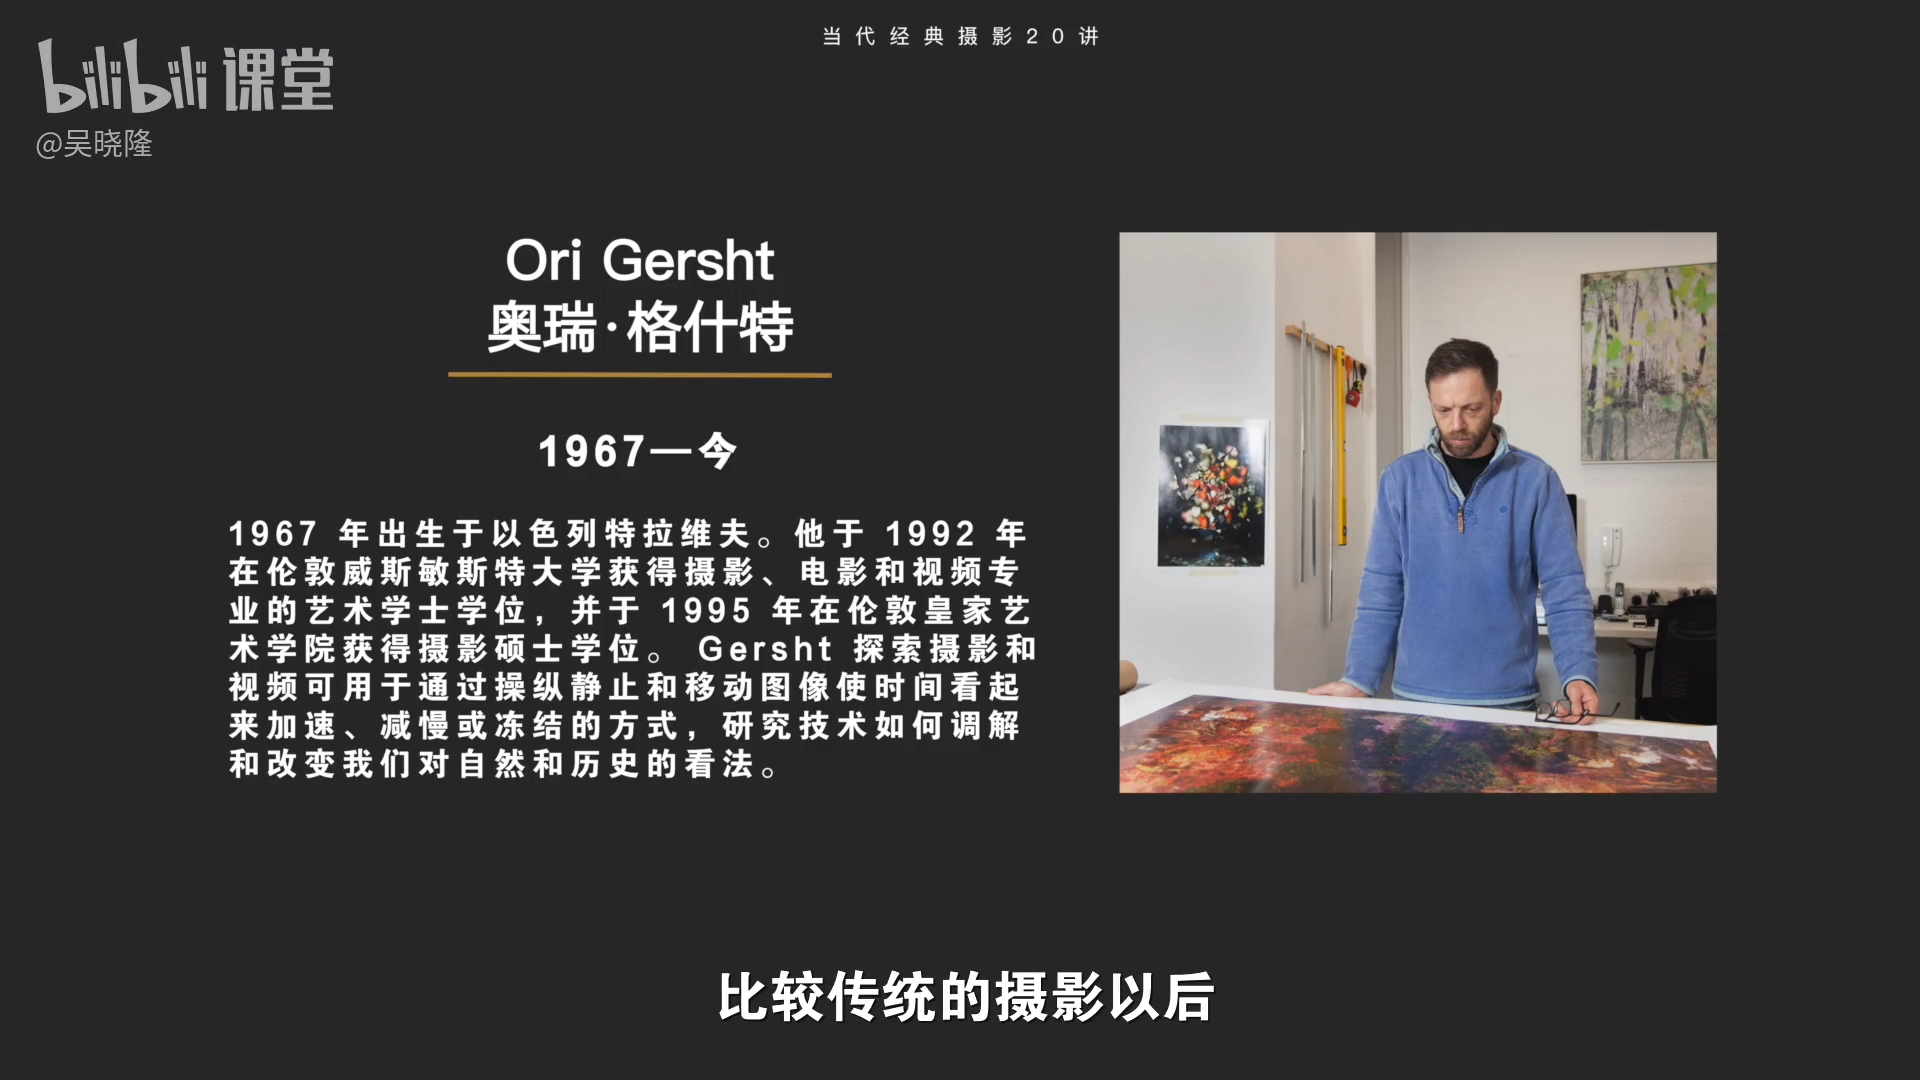 当代经典摄影20讲
bilibili 课堂
@吴晓隆
Ori Gersht
奥瑞·格什特
1967—今
1967 年出生于以色列特拉维夫。他于 1992 年
在伦敦威斯敏斯特大学获得摄影、电影和视频专
业的艺术学士学位，并于 1995 年在伦敦皇家艺
术学院获得摄影硕士学位。 Gersht 探索摄影和
视频可用于通过操纵静止和移动图像使时间看起
来加速、减慢或冻结的方式，研究技术如何调解
和改变我们对自然和历史的看法。
比较传统的摄影以后